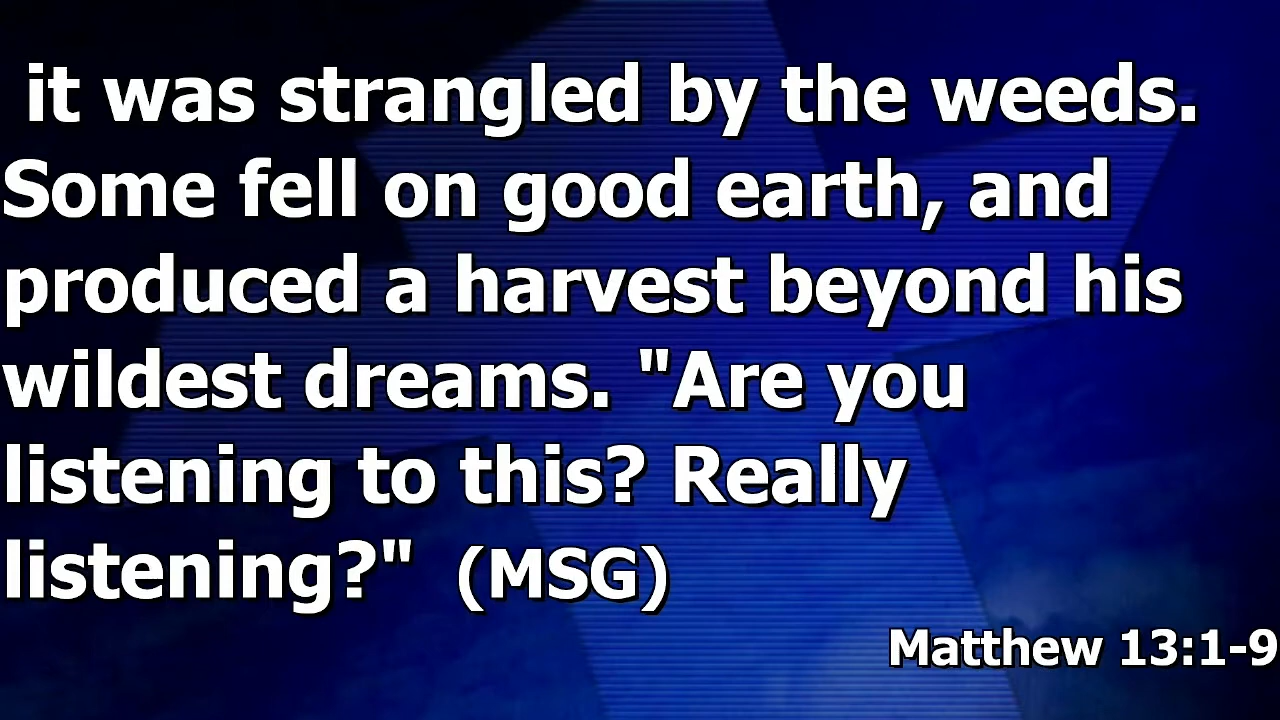 it was strangled by the weeds.
Some fell on good earth, and
produced a harvest beyond his
wildest dreams. "Are you
listening to this? Really
listening?" (MSG)
Matthew 13:1-9